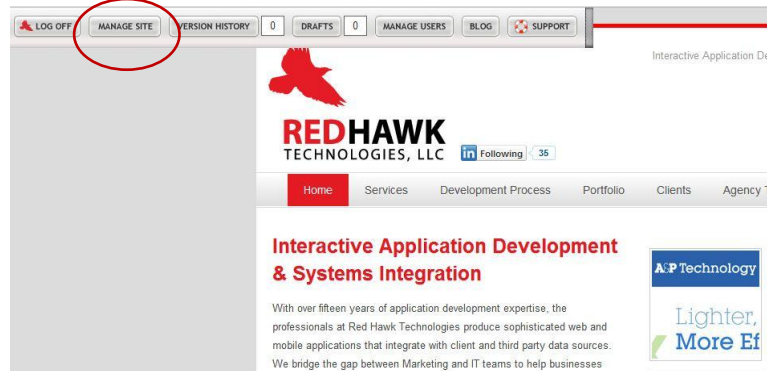 LOG OFF MANAGE SITE VERSION HISTORY 0 DRAFTS 0 MANAGE USERS BLOG SUPPORT
Interactive Application De
REDHAWK
TECHNOLOGIES, LLC
in Following 35
Home Services Development Process Portfolio Clients Agency T
Interactive Application Development
& Systems Integration
With over fifteen years of application development expertise, the
professionals at Red Hawk Technologies produce sophisticated web and
mobile applications that integrate with client and third party data sources.
We bridge the gap between Marketing and IT teams to help businesses
A&P Technology
Lighter,
More Ef